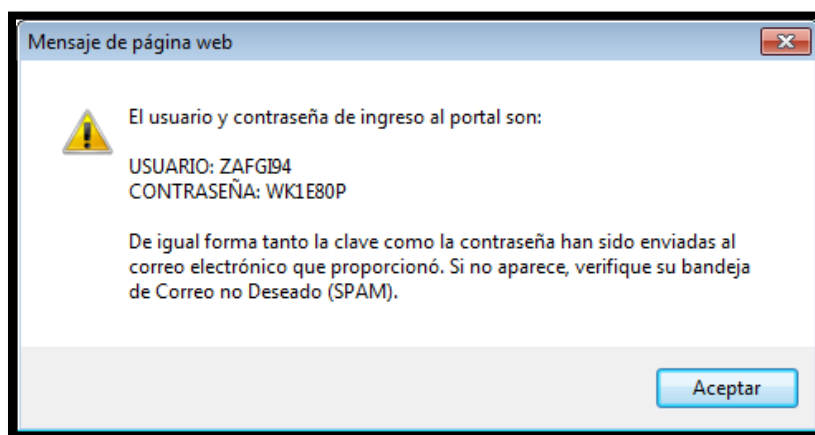 Mensaje de página web
El usuario y contraseña de ingreso al portal son:
USUARIO: ZAFGI94
CONTRASEÑA: WK1E80P
De igual forma tanto la clave como la contraseña han sido enviadas al
correo electrónico que proporcionó. Si no aparece, verifique su bandeja
de Correo no Deseado (SPAM).
Aceptar